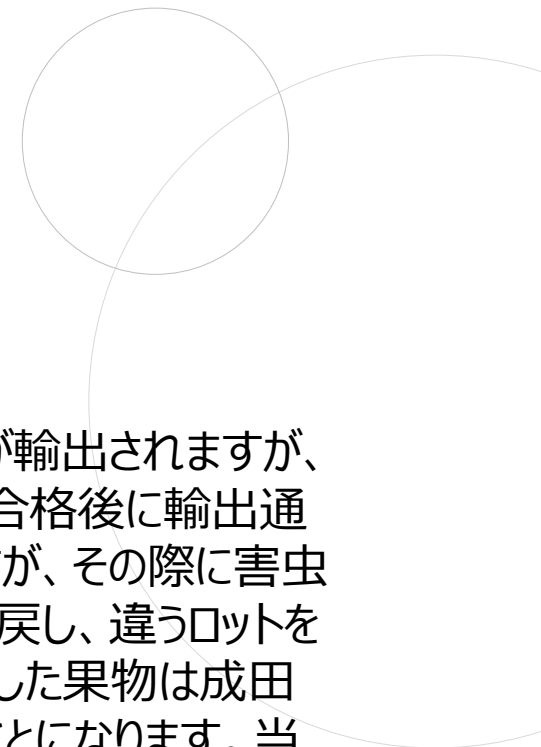 が輸出されますが、
合格後に輸出通
が、その際に害虫
戻し、違うロットを
した果物は成田
とになります。当